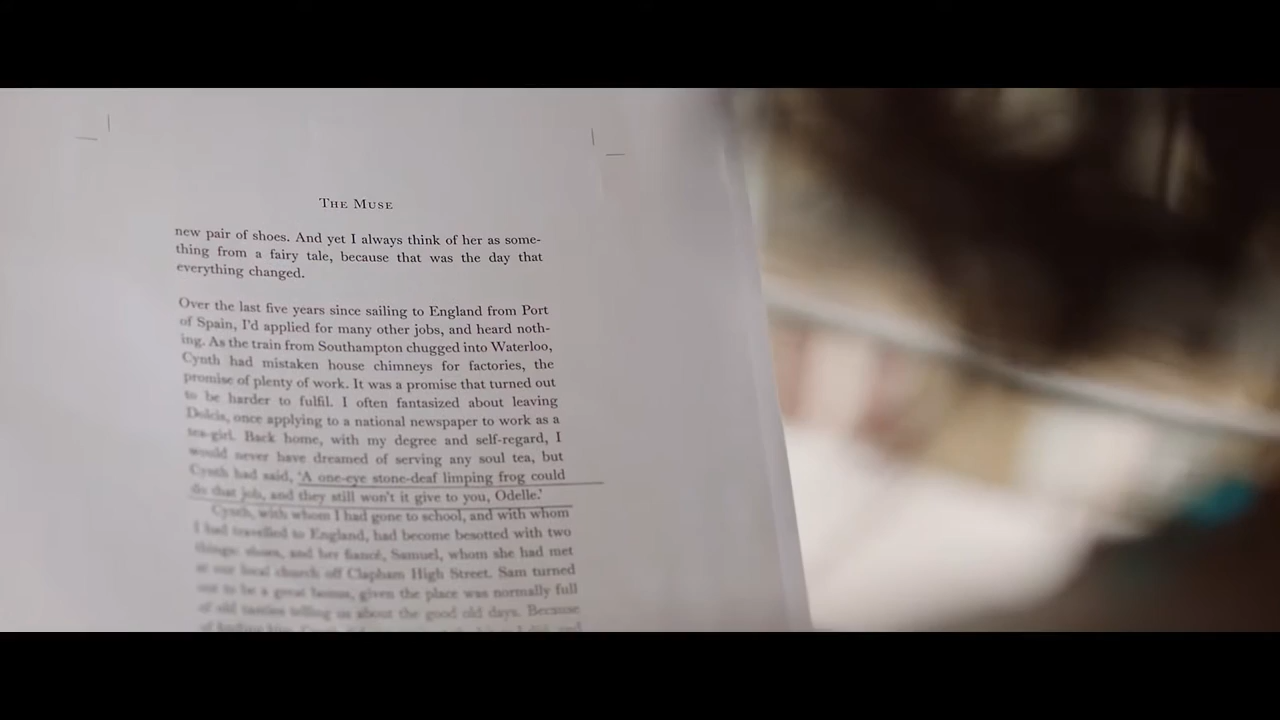 THE MUSE
new pair of shoes. And yet I always think of her as some-
thing from a fairy tale, because that was the day that
everything changed.
Over the last five years since sailing to England from Port
of Spain, I'd applied for many other jobs, and heard noth-
ing. As the train from Southampton chugged into Waterloo,
Cynth had mistaken house chimneys for factories, the
promise of plenty of work. It was a promise that turned out
to be harder to fulfil. I often fantasized about leaving
Dolcis, once applying to a national newspaper to work as a
tea-girl. Back home, with my degree and self-regard, I
would never have dreamed of serving any soul tea, but
Cynth had said, 'A one-eye stone-deaf limping frog could
do that job, and they still won't it give to you, Odelle.'
Cynth, with whom I had gone to school, and with whom
I had travelled to England, had become besotted with two
things: shoes, and her fiancé, Samuel, whom she had met
at our local church off Clapham High Street. Sam turned
out to be a great bonus, given the place was normally full
of old tanties telling us about the good old days. Because